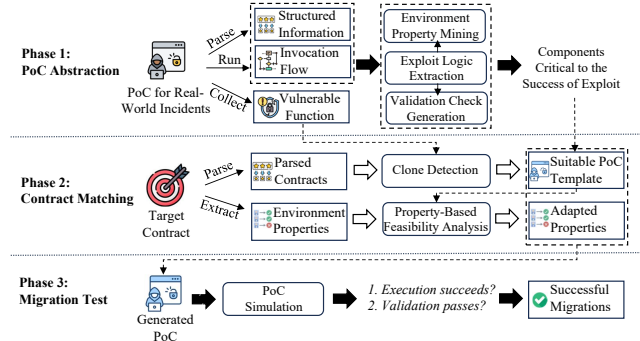 Phase 1:
PoC Abstraction
PoC for Real-
World Incidents
Parse
Run
Collect
Structured
Information
Invocation
Flow
Vulnerable
Function
Environment
Property Mining
Exploit Logic
Extraction
Validation Check
Generation
Components
Critical to the
Success of Exploit
Phase 2:
Contract Matching
Target
Contract
Parse
Extract
Parsed
Contracts
Environment
Properties
Clone Detection
Property-Based
Feasibility Analysis
Suitable PoC
Template
Adapted
Properties
Phase 3:
Migration Test
Generated
PoC
PoC
Simulation
1. Execution succeeds?
2. Validation passes?
Successful
Migrations